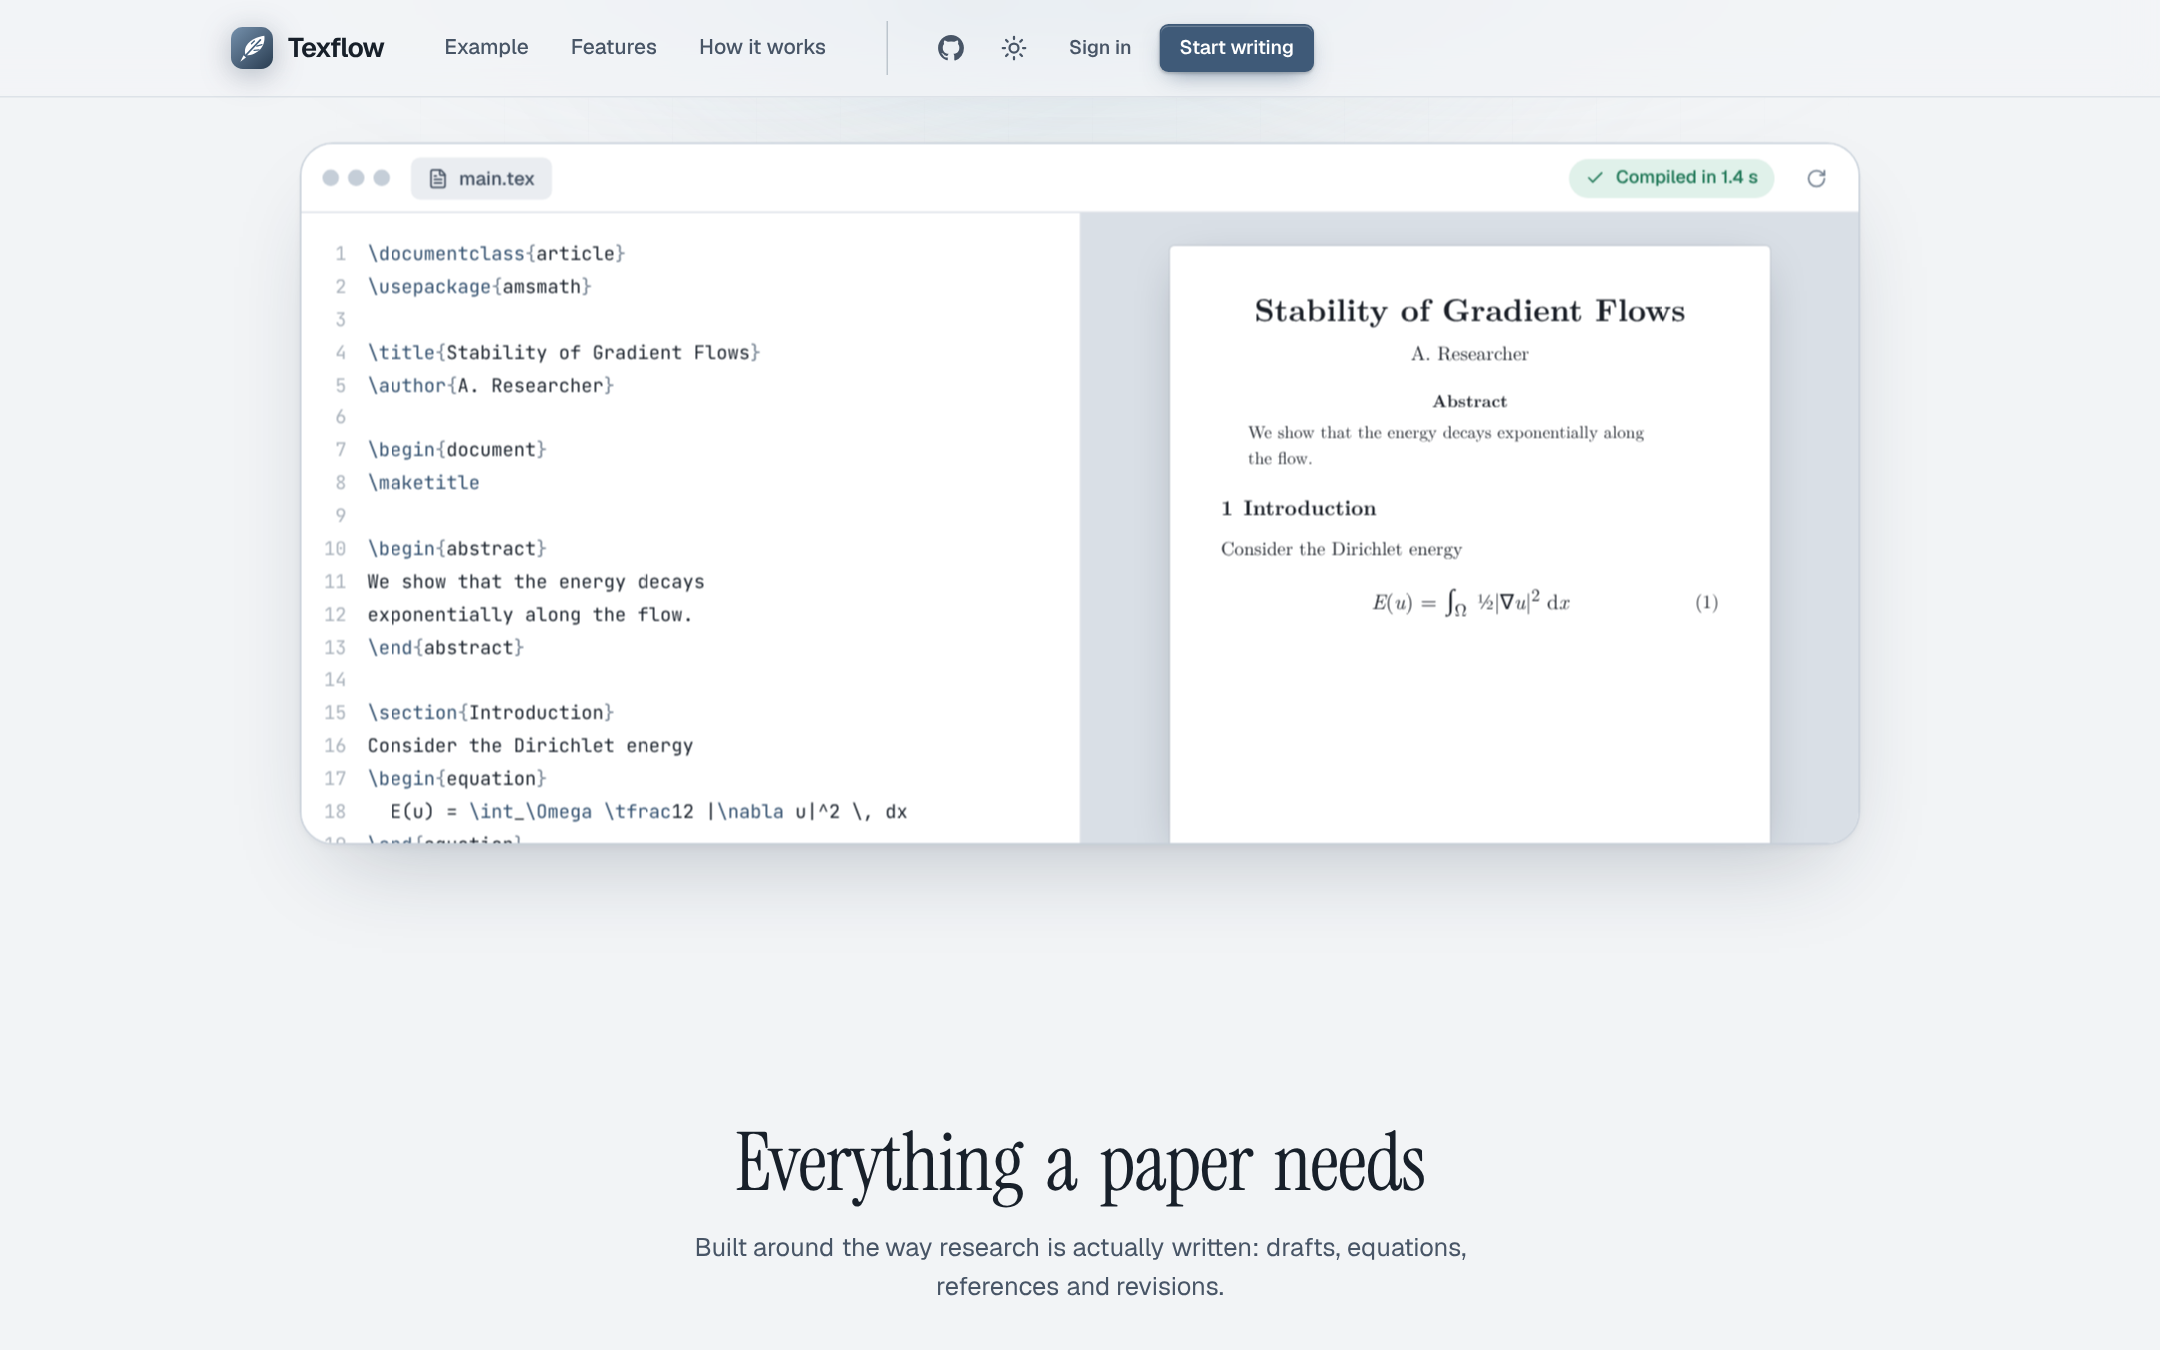 Texflow Example Features How it works Sign in Start writing
main.tex Compiled in 1.4 s
1 \documentclass{article}
2 \usepackage{amsmath}
3
4 \title{Stability of Gradient Flows}
5 \author{A. Researcher}
6
7 \begin{document}
8 \maketitle
9
10 \begin{abstract}
11 We show that the energy decays
12 exponentially along the flow.
13 \end{abstract}
14
15 \section{Introduction}
16 Consider the Dirichlet energy
17 \begin{equation}
18   E(u) = \int_\Omega \tfrac12 |\nabla u|^2 \, dx
19 \end{equation}
Stability of Gradient Flows
A. Researcher
Abstract
We show that the energy decays exponentially along
the flow.
1 Introduction
Consider the Dirichlet energy
E(u) = ∫Ω ½|∇u|² dx (1)
Everything a paper needs
Built around the way research is actually written: drafts, equations,
references and revisions.